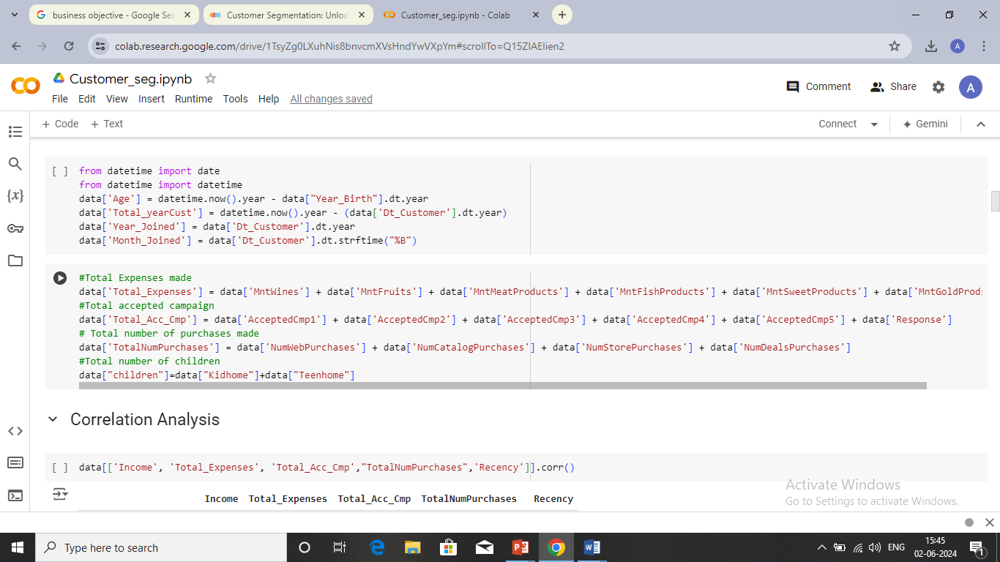 business objective - Google Sea
Customer Segmentation: Unloc
Customer_seg.ipynb - Colab
colab.research.google.com/drive/1TsyZg0LXuhNis8bnvcmXVsHndYwVXpYm#scrollTo=Q15ZIAEIien2
A
Customer_seg.ipynb
File Edit View Insert Runtime Tools Help All changes saved
Comment
Share
A
+ Code + Text
Connect
Gemini
[ ] from datetime import date
from datetime import datetime
data['Age'] = datetime.now().year - data["Year_Birth"].dt.year
data['Total_yearCust'] = datetime.now().year - (data['Dt_Customer'].dt.year)
data['Year_Joined'] = data['Dt_Customer'].dt.year
data['Month_Joined'] = data['Dt_Customer'].dt.strftime("%B")
#Total Expenses made
data['Total_Expenses'] = data['MntWines'] + data['MntFruits'] + data['MntMeatProducts'] + data['MntFishProducts'] + data['MntSweetProducts'] + data['MntGoldProds
#Total accepted campaign
data['Total_Acc_Cmp'] = data['AcceptedCmp1'] + data['AcceptedCmp2'] + data['AcceptedCmp3'] + data['AcceptedCmp4'] + data['AcceptedCmp5'] + data['Response']
# Total number of purchases made
data['TotalNumPurchases'] = data['NumWebPurchases'] + data['NumCatalogPurchases'] + data['NumStorePurchases'] + data['NumDealsPurchases']
#Total number of children
data["children"]=data["Kidhome"]+data["Teenhome"]
Correlation Analysis
[ ] data[['Income', 'Total_Expenses', 'Total_Acc_Cmp',"TotalNumPurchases",'Recency']].corr()
Income Total_Expenses Total_Acc_Cmp TotalNumPurchases Recency
Activate Windows
Go to Settings to activate Windows.
Type here to search
ENG
15:45
02-06-2024
1